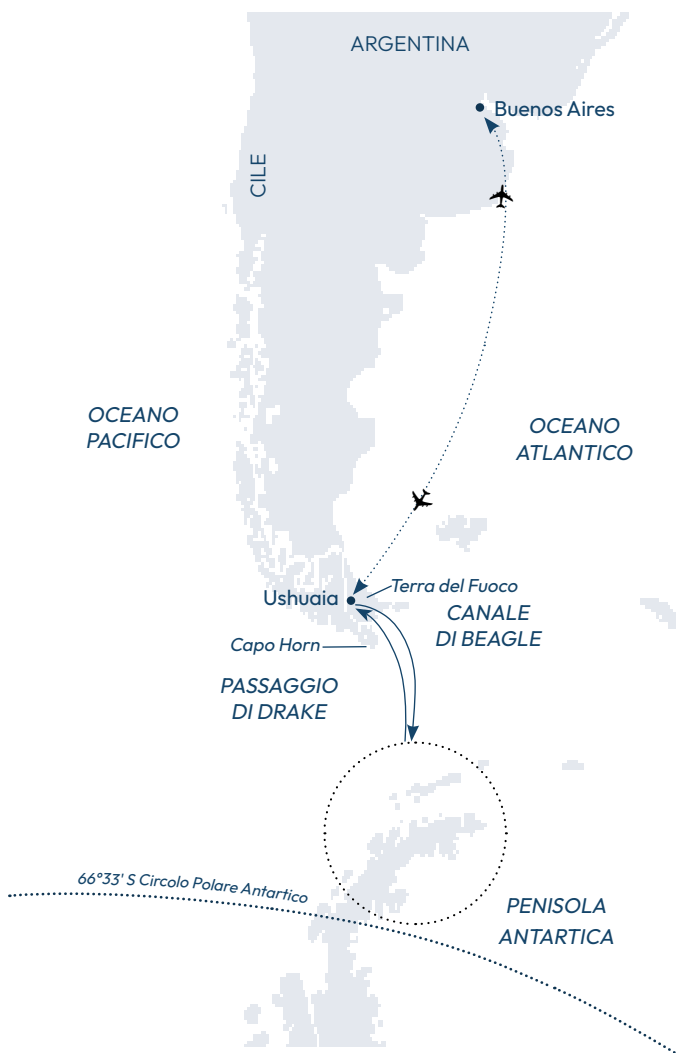 ARGENTINA
Buenos Aires
CILE
OCEANO
PACIFICO
OCEANO
ATLANTICO
Terra del Fuoco
Ushuaia
CANALE
DI BEAGLE
Capo Horn
PASSAGGIO
DI DRAKE
66°33' S Circolo Polare Antartico
PENISOLA
ANTARTICA